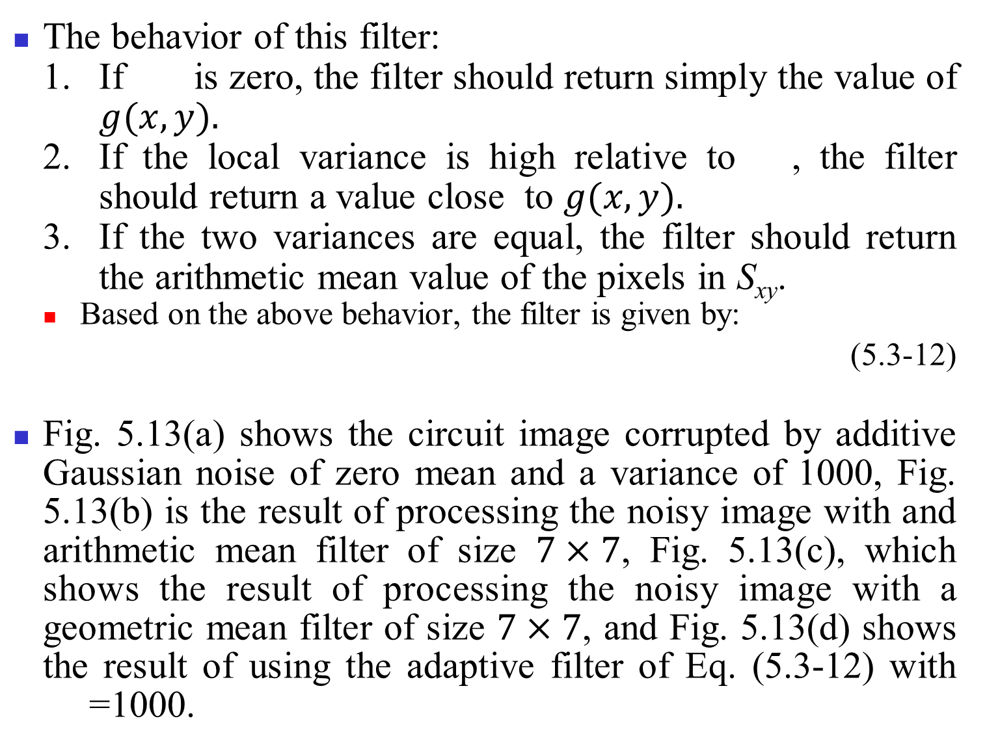 The behavior of this filter:
1. If is zero, the filter should return simply the value of
g(x, y).
2. If the local variance is high relative to , the filter
should return a value close to g(x, y).
3. If the two variances are equal, the filter should return
the arithmetic mean value of the pixels in Sxy.
Based on the above behavior, the filter is given by:
(5.3-12)
Fig. 5.13(a) shows the circuit image corrupted by additive
Gaussian noise of zero mean and a variance of 1000, Fig.
5.13(b) is the result of processing the noisy image with and
arithmetic mean filter of size 7 × 7, Fig. 5.13(c), which
shows the result of processing the noisy image with a
geometric mean filter of size 7 × 7, and Fig. 5.13(d) shows
the result of using the adaptive filter of Eq. (5.3-12) with
=1000.